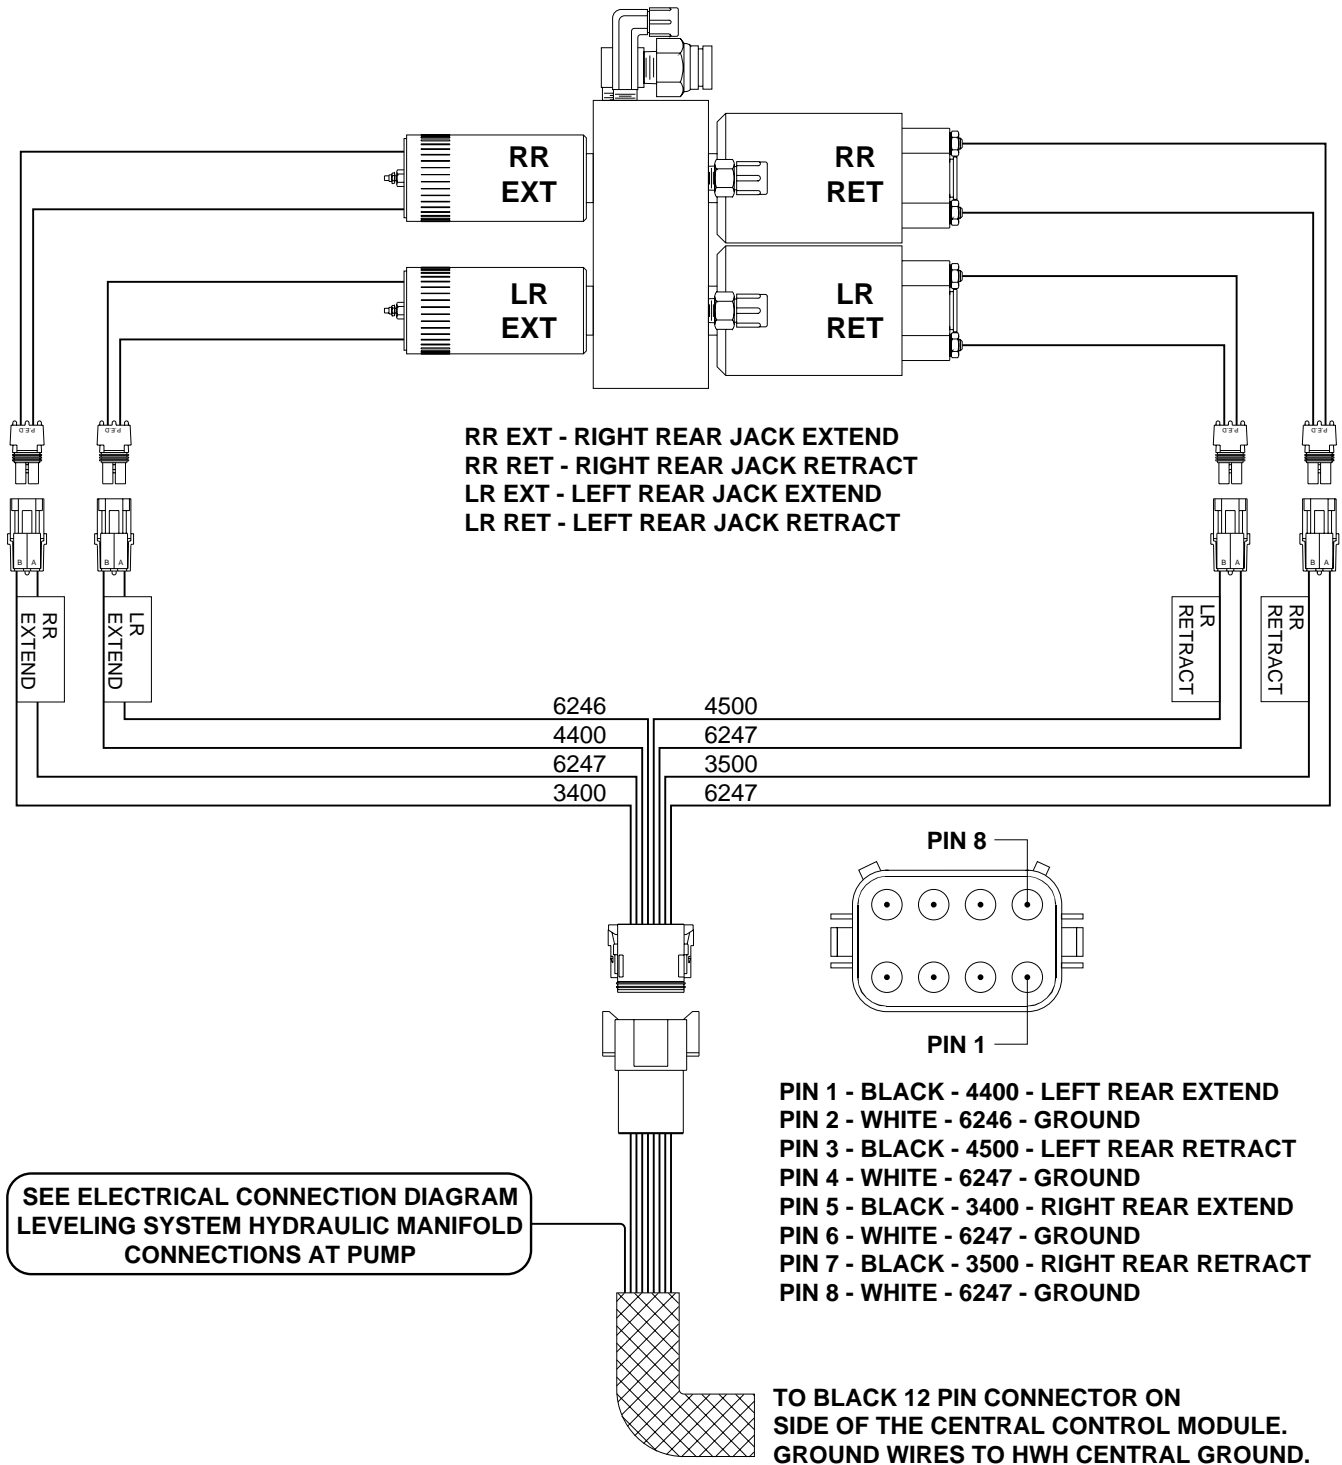 RR
EXT
RR
RET
LR
EXT
LR
RET
RR EXT - RIGHT REAR JACK EXTEND
RR RET - RIGHT REAR JACK RETRACT
LR EXT - LEFT REAR JACK EXTEND
LR RET - LEFT REAR JACK RETRACT
P.E.D
P.E.D
P.E.D
P.E.D
B A
B A
B A
B A
RR
EXTEND
LR
EXTEND
LR
RETRACT
RR
RETRACT
6246
4500
4400
6247
6247
3500
3400
6247
PIN 8
PIN 1
PIN 1 - BLACK - 4400 - LEFT REAR EXTEND
PIN 2 - WHITE - 6246 - GROUND
PIN 3 - BLACK - 4500 - LEFT REAR RETRACT
PIN 4 - WHITE - 6247 - GROUND
PIN 5 - BLACK - 3400 - RIGHT REAR EXTEND
PIN 6 - WHITE - 6247 - GROUND
PIN 7 - BLACK - 3500 - RIGHT REAR RETRACT
PIN 8 - WHITE - 6247 - GROUND
SEE ELECTRICAL CONNECTION DIAGRAM
LEVELING SYSTEM HYDRAULIC MANIFOLD
CONNECTIONS AT PUMP
TO BLACK 12 PIN CONNECTOR ON
SIDE OF THE CENTRAL CONTROL MODULE.
GROUND WIRES TO HWH CENTRAL GROUND.